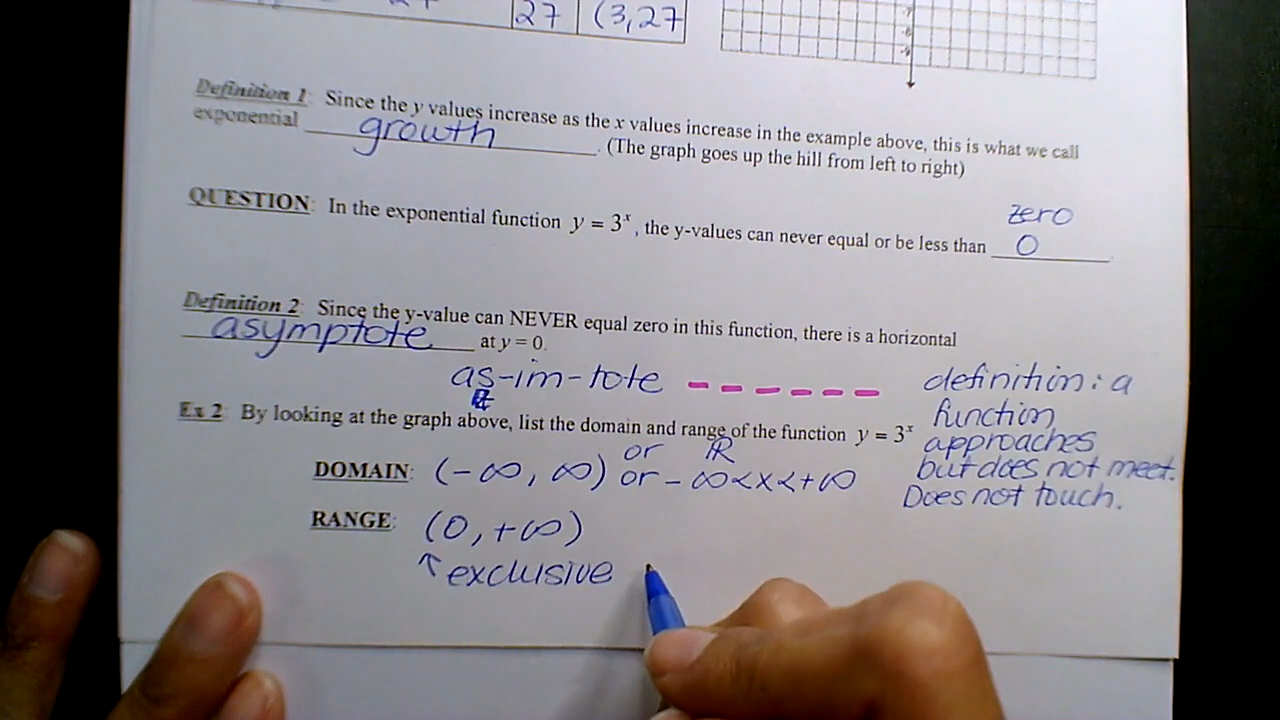 27 (3,27
Definition 1: Since the y values increase as the x values increase in the example above, this is what we call
exponential growth. (The graph goes up the hill from left to right)
zero
QUESTION: In the exponential function y = 3ˣ, the y-values can never equal or be less than 0.
Definition 2: Since the y-value can NEVER equal zero in this function, there is a horizontal
asymptote at y = 0.
as-im-tote
definition: a
function
approaches
but does not meet.
Does not touch.
Ex 2: By looking at the graph above, list the domain and range of the function y = 3ˣ
or ℝ
DOMAIN: (-∞, ∞) or -∞<x<+∞
RANGE: (0, +∞)
↑ exclusive